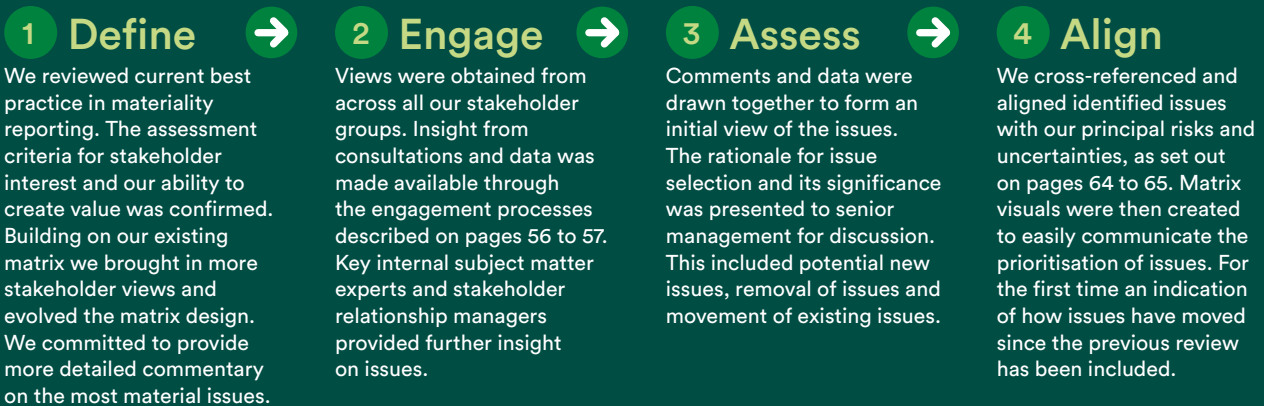 1 Define
We reviewed current best
practice in materiality
reporting. The assessment
criteria for stakeholder
interest and our ability to
create value was confirmed.
Building on our existing
matrix we brought in more
stakeholder views and
evolved the matrix design.
We committed to provide
more detailed commentary
on the most material issues.
2 Engage
Views were obtained from
across all our stakeholder
groups. Insight from
consultations and data was
made available through
the engagement processes
described on pages 56 to 57.
Key internal subject matter
experts and stakeholder
relationship managers
provided further insight
on issues.
3 Assess
Comments and data were
drawn together to form an
initial view of the issues.
The rationale for issue
selection and its significance
was presented to senior
management for discussion.
This included potential new
issues, removal of issues and
movement of existing issues.
4 Align
We cross-referenced and
aligned identified issues
with our principal risks and
uncertainties, as set out
on pages 64 to 65. Matrix
visuals were then created
to easily communicate the
prioritisation of issues. For
the first time an indication
of how issues have moved
since the previous review
has been included.